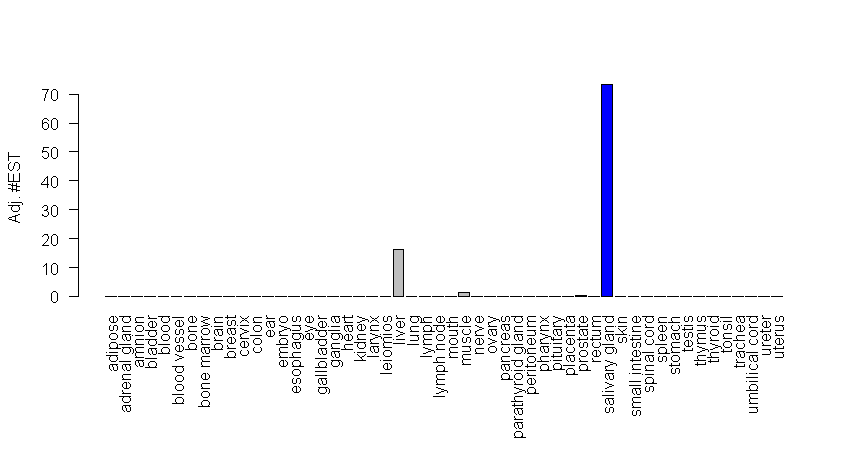 Adj. #EST
70
60
50
40
30
20
10
0
adipose
adrenal gland
amnion
bladder
blood
blood vessel
bone
bone marrow
brain
breast
cervix
colon
ear
embryo
esophagus
eye
gallbladder
ganglia
heart
kidney
larynx
leiomios
liver
lung
lymph
lymph node
mouth
muscle
nerve
ovary
pancreas
parathyroid gland
peritoneum
pharynx
pituitary
placenta
prostate
rectum
salivary gland
skin
small intestine
spinal cord
spleen
stomach
testis
thymus
thyroid
tonsil
trachea
umbilical cord
ureter
uterus